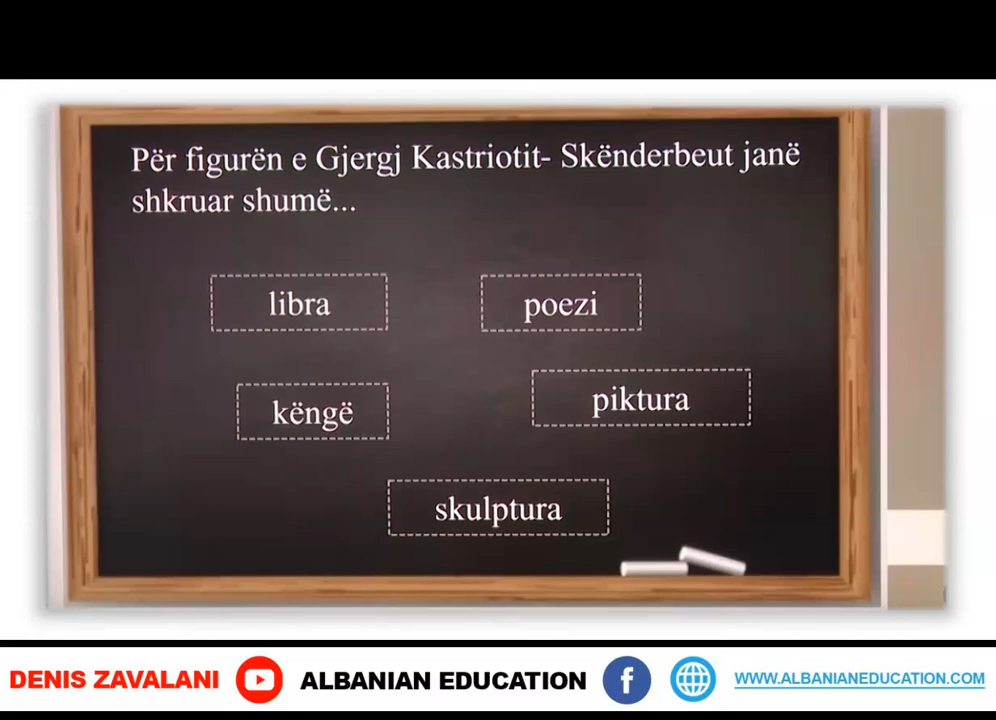 Për figurën e Gjergj Kastriotit- Skënderbeut janë
shkruar shumë...
libra
poezi
këngë
piktura
skulptura
DENIS ZAVALANI
ALBANIAN EDUCATION
f
WWW.ALBANIANEDUCATION.COM